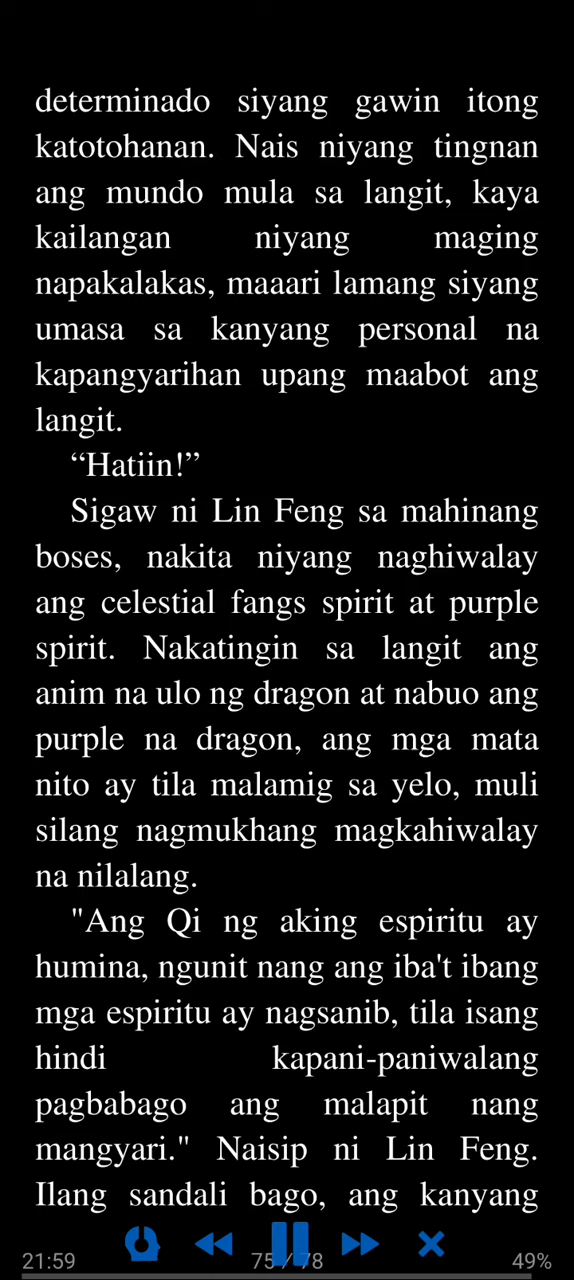 determinado siyang gawin itong
katotohanan. Nais niyang tingnan
ang mundo mula sa langit, kaya
kailangan niyang maging
napakalakas, maaari lamang siyang
umasa sa kanyang personal na
kapangyarihan upang maabot ang
langit.
“Hatiin!”
Sigaw ni Lin Feng sa mahinang
boses, nakita niyang naghiwalay
ang celestial fangs spirit at purple
spirit. Nakatingin sa langit ang
anim na ulo ng dragon at nabuo ang
purple na dragon, ang mga mata
nito ay tila malamig sa yelo, muli
silang nagmukhang magkahiwalay
na nilalang.
"Ang Qi ng aking espiritu ay
humina, ngunit nang ang iba't ibang
mga espiritu ay nagsanib, tila isang
hindi kapani-paniwalang
pagbabago ang malapit nang
mangyari." Naisip ni Lin Feng.
Ilang sandali bago, ang kanyang
21:59 75 / 78 49%